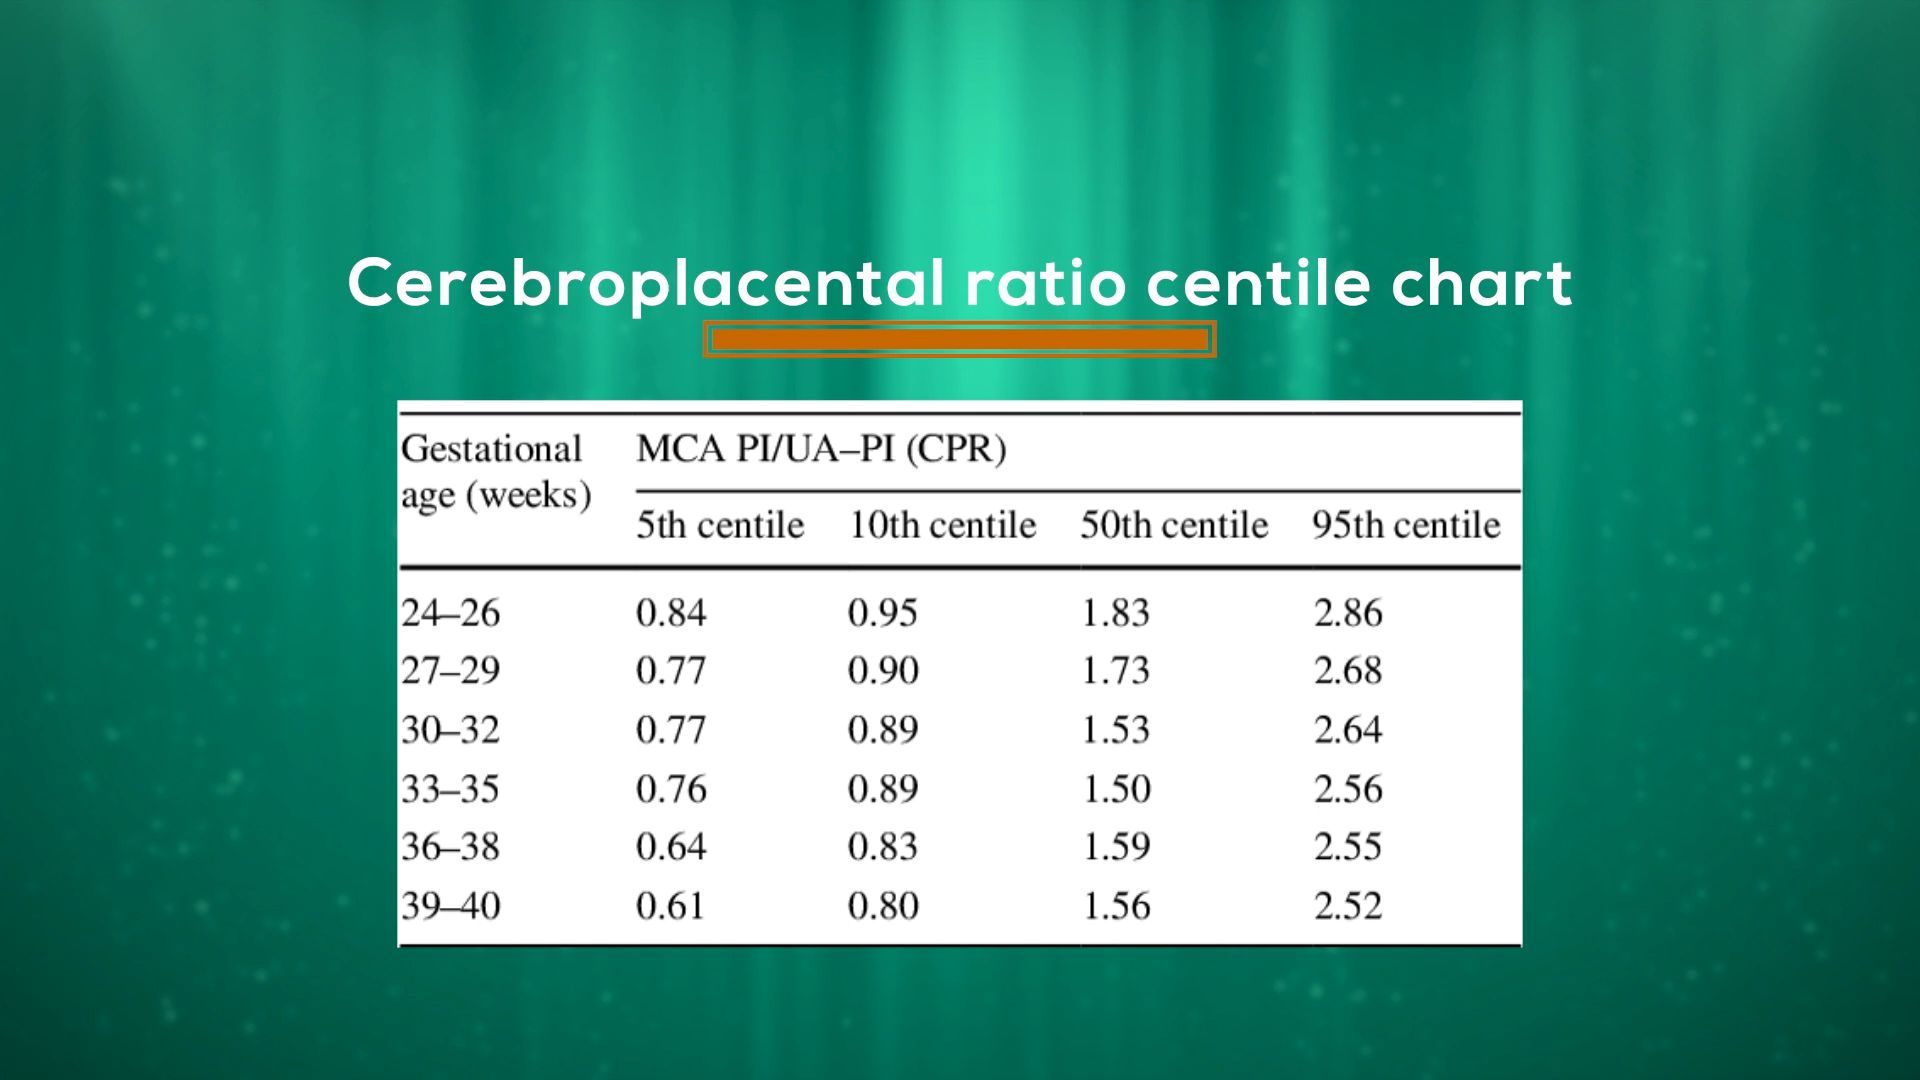 Cerebroplacental ratio centile chart
Gestational age (weeks) MCA PI/UA–PI (CPR)
5th centile 10th centile 50th centile 95th centile
24–26 0.84 0.95 1.83 2.86
27–29 0.77 0.90 1.73 2.68
30–32 0.77 0.89 1.53 2.64
33–35 0.76 0.89 1.50 2.56
36–38 0.64 0.83 1.59 2.55
39–40 0.61 0.80 1.56 2.52